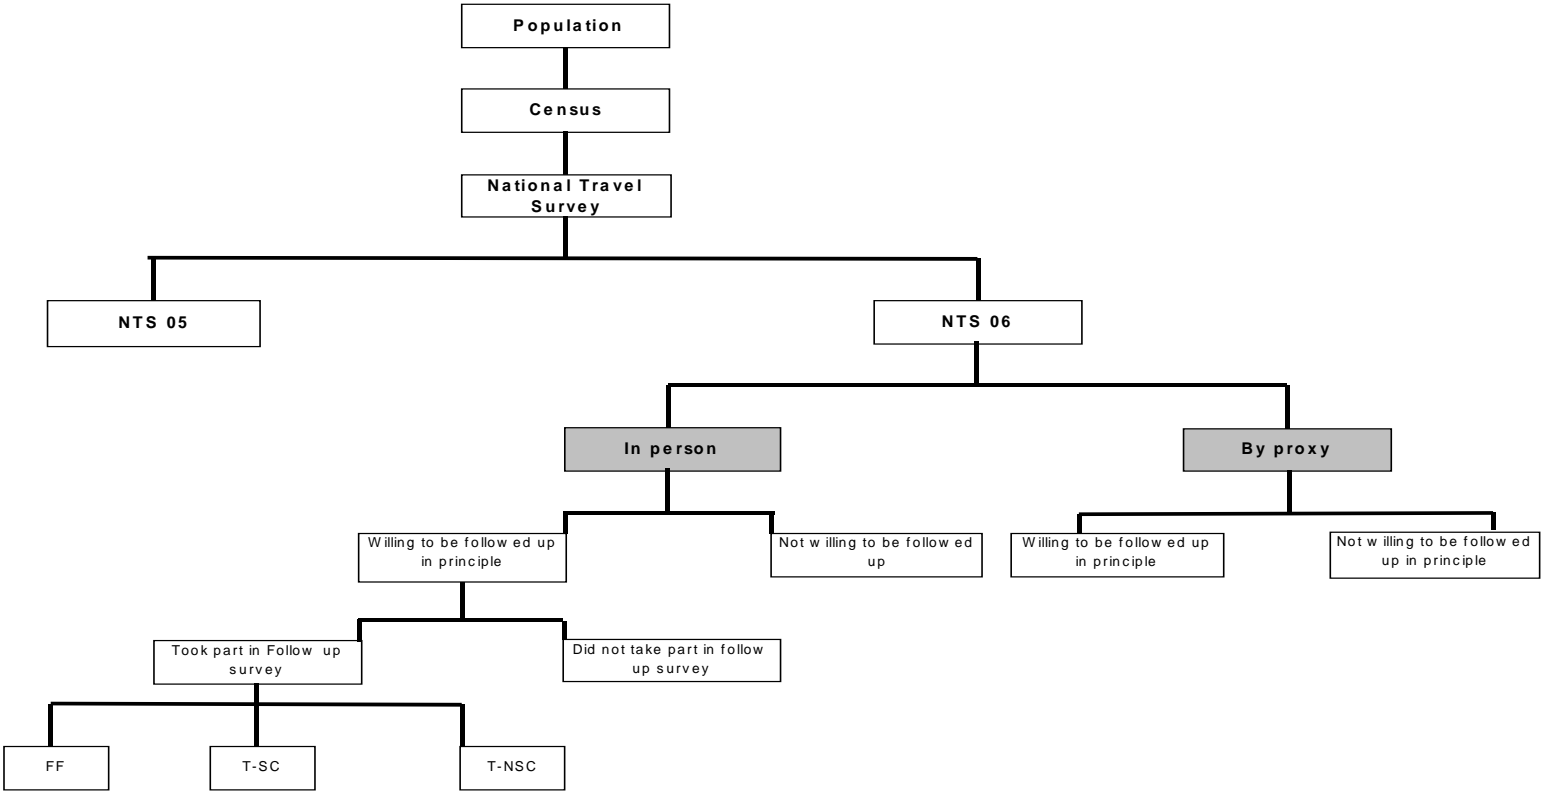 Population
Census
National Travel
Survey
NTS 05
NTS 06
In person
By proxy
Willing to be followed up
in principle
Not willing to be followed
up
Willing to be followed up
in principle
Not willing to be followed
up in principle
Took part in Follow up
survey
Did not take part in follow
up survey
FF
T-SC
T-NSC